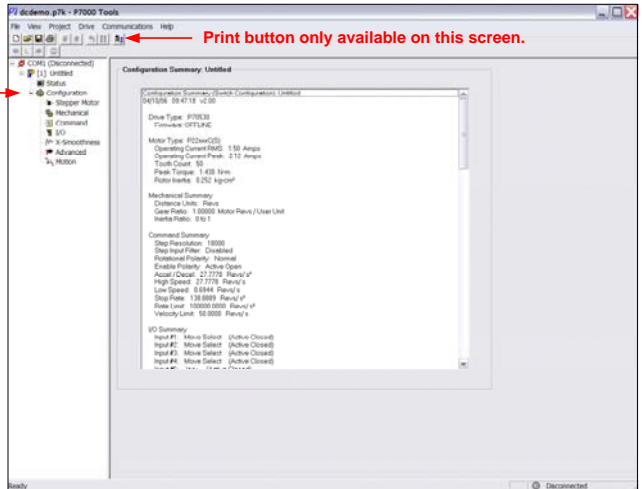 dcdemo.p7k - P7000 Tools
File View Project Drive Communications Help
Print button only available on this screen.
COM1 (Disconnected)
[1] Untitled
Status
Configuration
Stepper Motor
Mechanical
Command
I/O
X-Smoothness
Advanced
Motion
Configuration Summary: Untitled
Configuration Summary (Switch Configuration): Untitled
04/10/06 09:47:18 v2.00
Drive Type: P70530
Firmware: OFFLINE
Motor Type: P22xxxC(S)
Operating Current RMS: 1.50 Amps
Operating Current Peak: 2.12 Amps
Tooth Count: 50
Peak Torque: 1.438 Nm
Rotor Inertia: 0.252 kg-cm²
Mechanical Summary
Distance Units: Revs
Gear Ratio: 1.00000 Motor Revs / User Unit
Inertia Ratio: 0 to 1
Command Summary
Step Resolution: 18000
Step Input Filter: Disabled
Rotational Polarity: Normal
Enable Polarity: Active Open
Accel / Decel: 27.7778 Revs/s²
High Speed: 27.7778 Revs/s
Low Speed: 0.6944 Revs/s
Stop Rate: 138.8889 Revs/s²
Rate Limit: 100000.0000 Revs/s²
Velocity Limit: 50.0000 Revs/s
I/O Summary
Input #1: Move Select (Active Closed)
Input #2: Move Select (Active Closed)
Input #3: Move Select (Active Closed)
Input #4: Move Select (Active Closed)
Ready
Disconnected